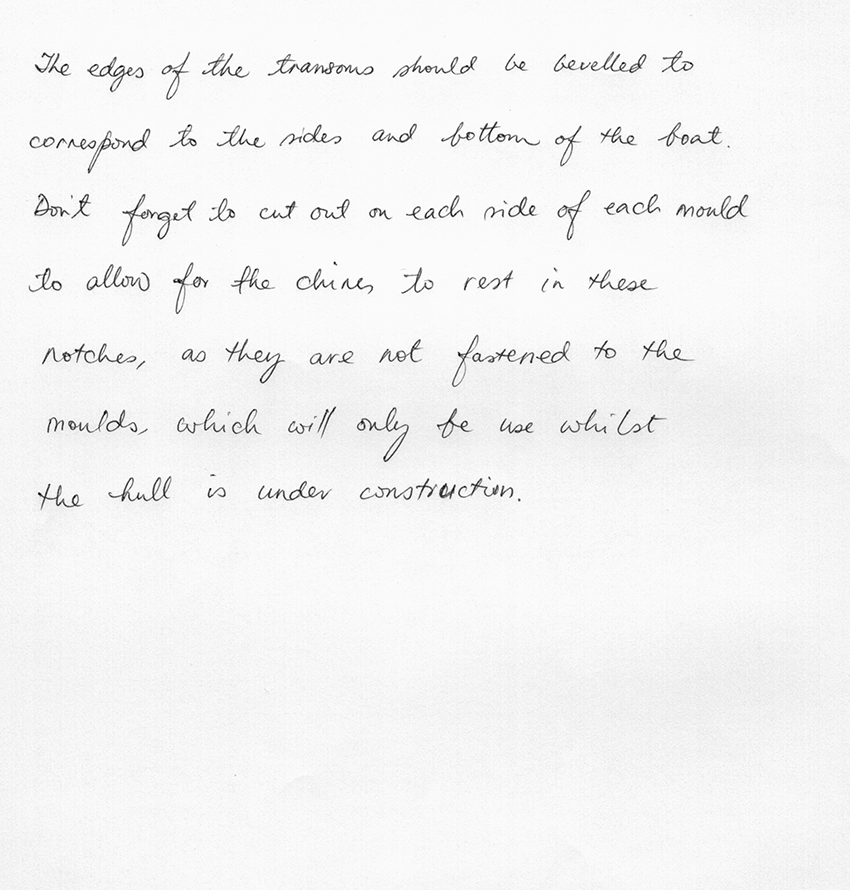 The edges of the transoms should be bevelled to
correspond to the sides and bottom of the boat.
Don't forget to cut out on each side of each mould
to allow for the chines to rest in these
notches, as they are not fastened to the
moulds, which will only be use whilst
the hull is under construction.